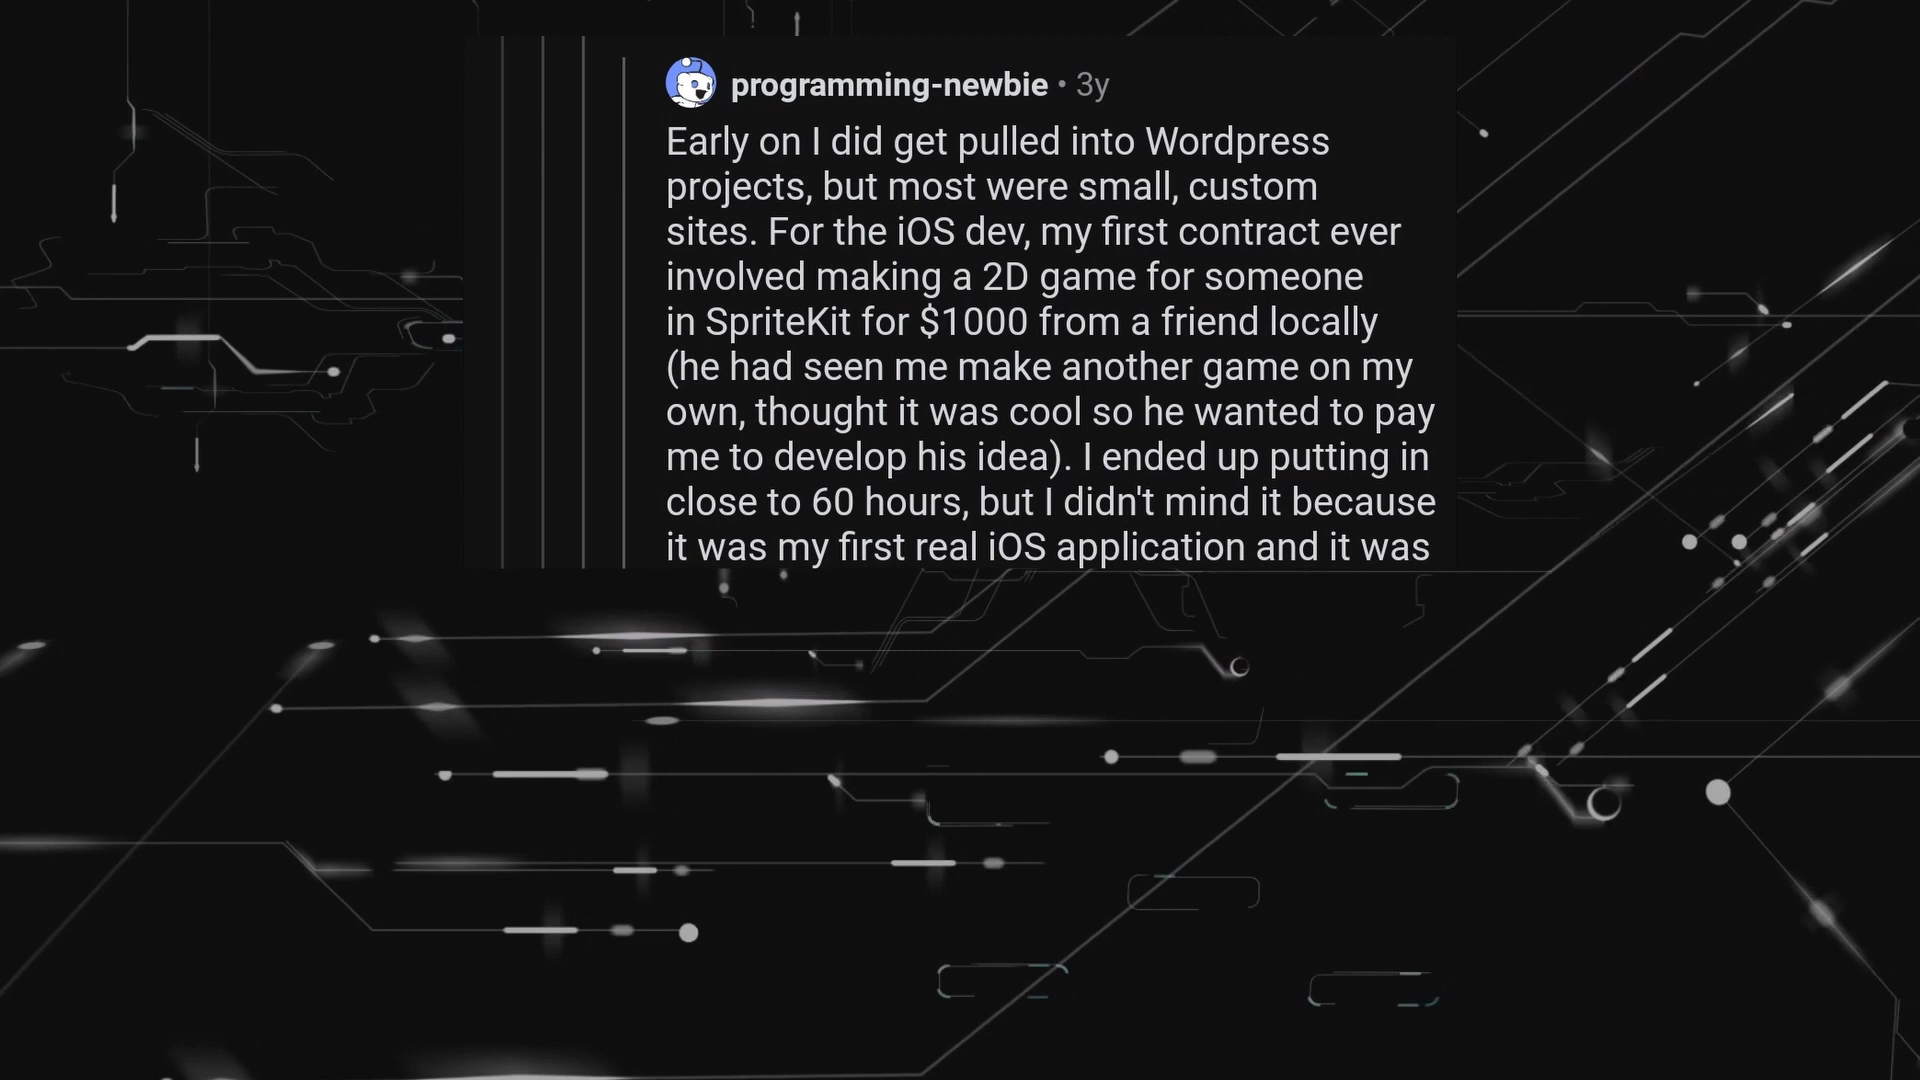 programming-newbie • 3y
Early on I did get pulled into Wordpress
projects, but most were small, custom
sites. For the iOS dev, my first contract ever
involved making a 2D game for someone
in SpriteKit for $1000 from a friend locally
(he had seen me make another game on my
own, thought it was cool so he wanted to pay
me to develop his idea). I ended up putting in
close to 60 hours, but I didn't mind it because
it was my first real iOS application and it was